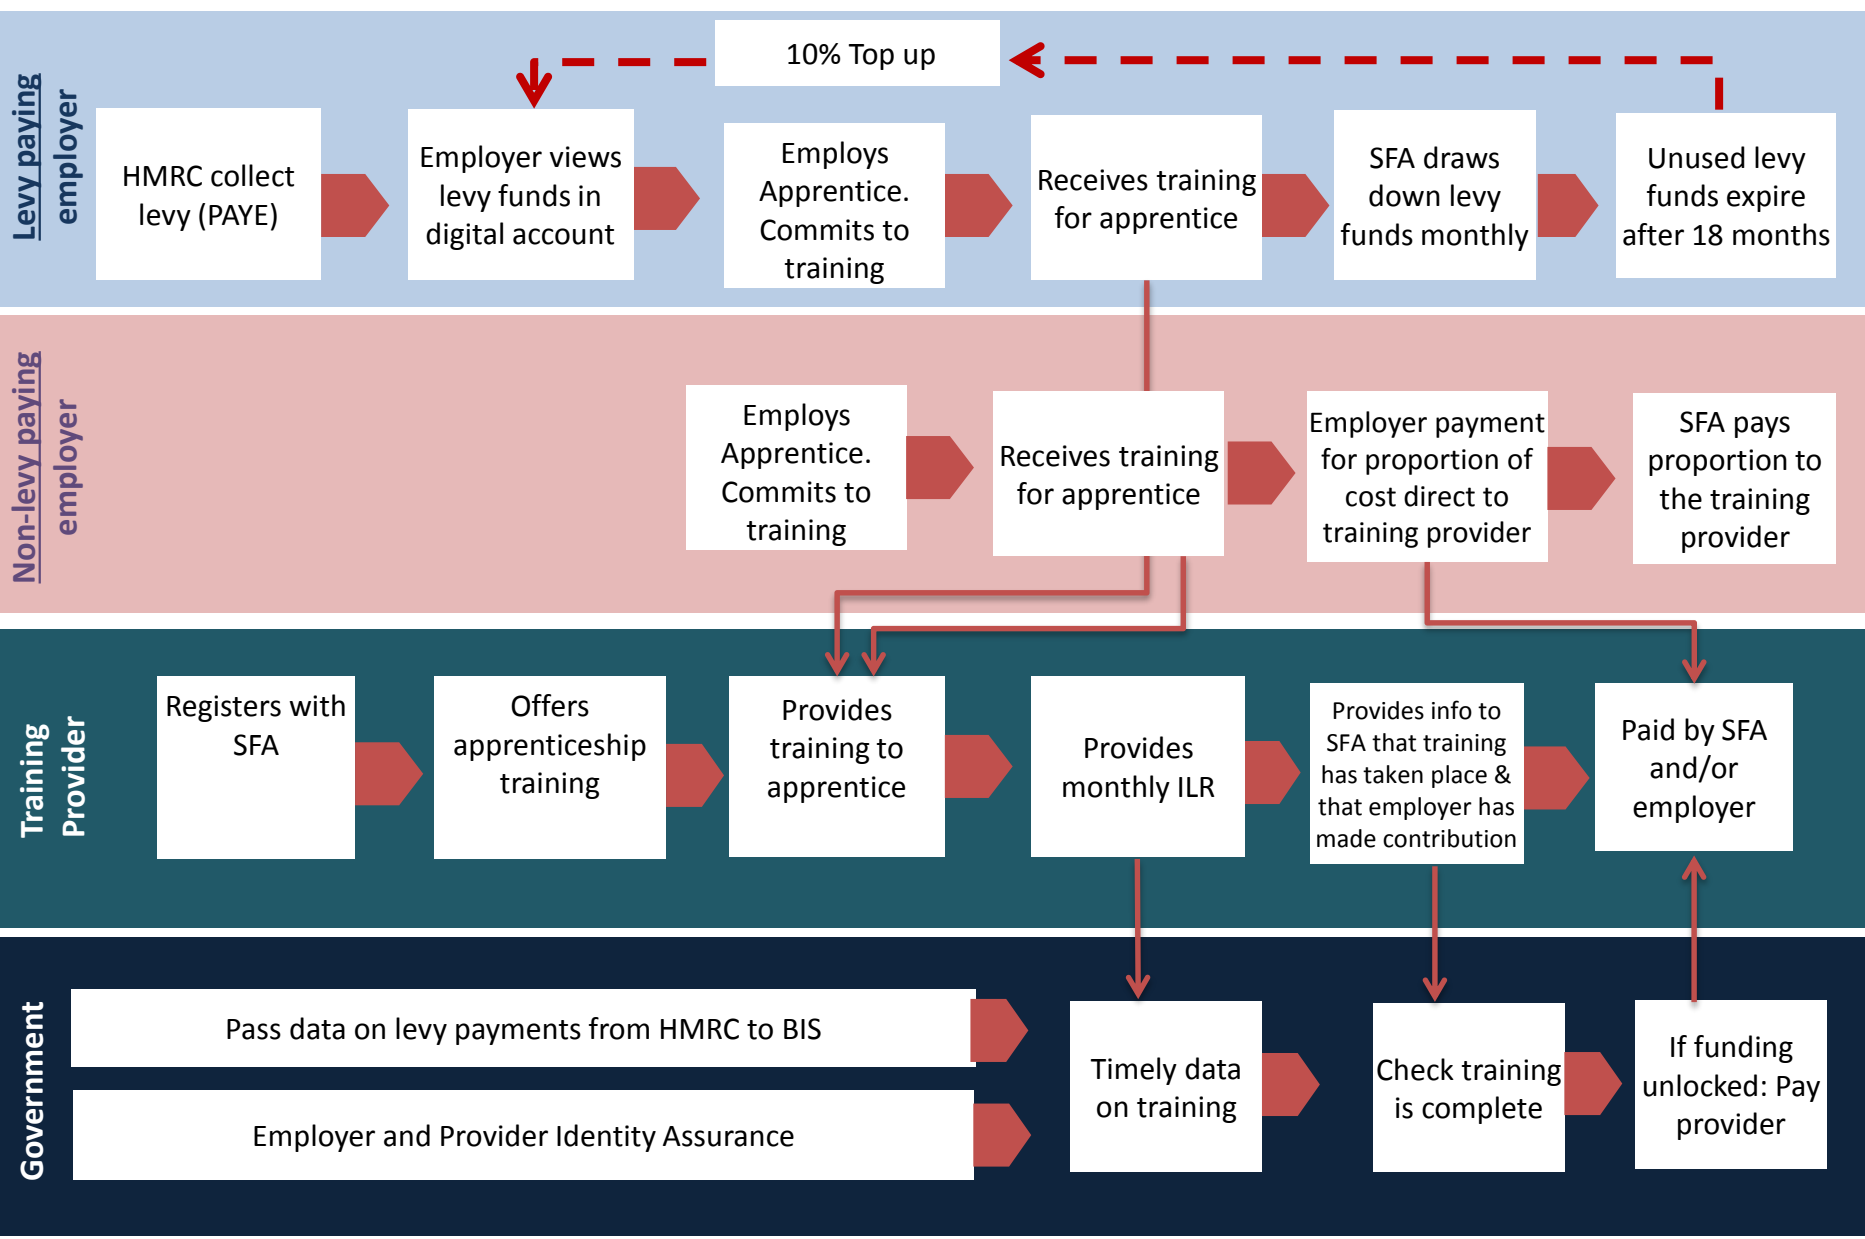 Levy paying
employer
10% Top up
HMRC collect
levy (PAYE)
Employer views
levy funds in
digital account
Employs
Apprentice.
Commits to
training
Receives training
for apprentice
SFA draws
down levy
funds monthly
Unused levy
funds expire
after 18 months
Non-levy paying
employer
Employs
Apprentice.
Commits to
training
Receives training
for apprentice
Employer payment
for proportion of
cost direct to
training provider
SFA pays
proportion to
the training
provider
Training
Provider
Registers with
SFA
Offers
apprenticeship
training
Provides
training to
apprentice
Provides
monthly ILR
Provides info to
SFA that training
has taken place &
that employer has
made contribution
Paid by SFA
and/or
employer
Government
Pass data on levy payments from HMRC to BIS
Employer and Provider Identity Assurance
Timely data
on training
Check training
is complete
If funding
unlocked: Pay
provider